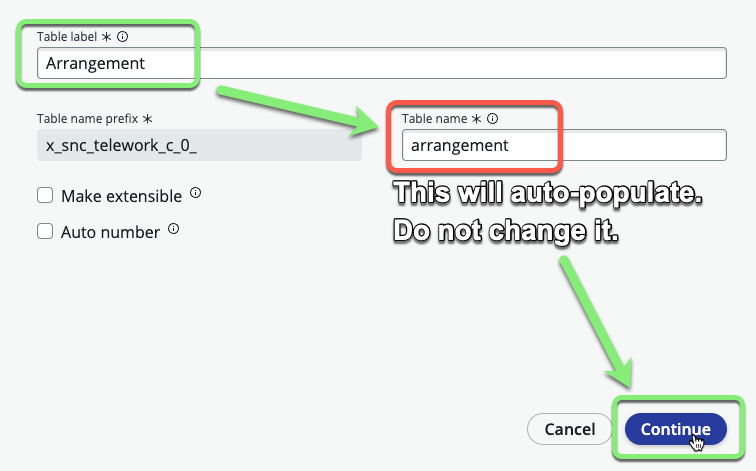 Table label * ⓘ
Arrangement
Table name prefix *
x_snc_telework_c_0_
Table name * ⓘ
arrangement
This will auto-populate.
Do not change it.
Make extensible ⓘ
Auto number ⓘ
Cancel
Continue